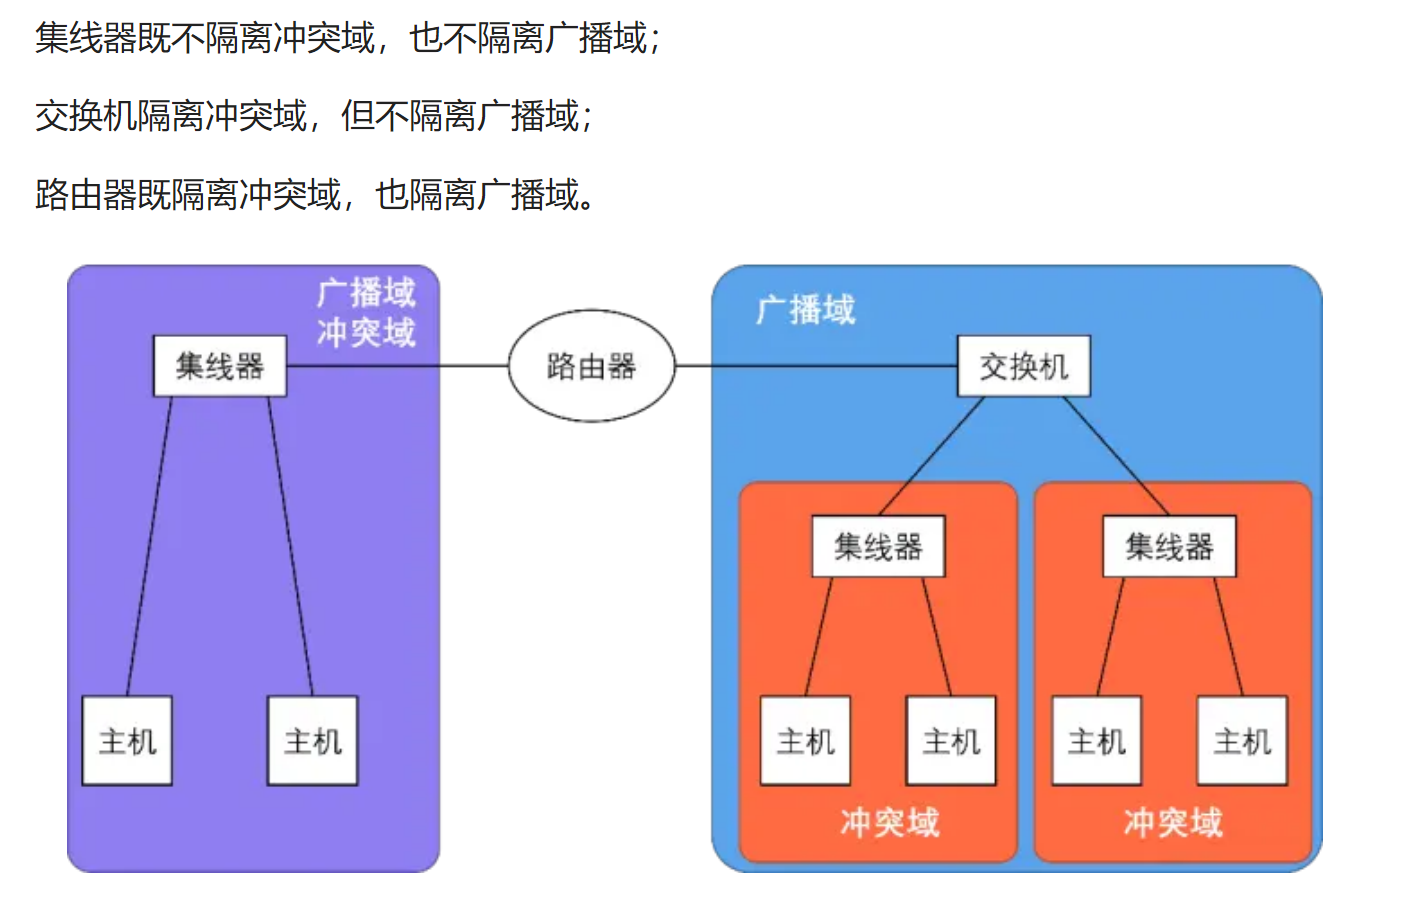 集线器既不隔离冲突域，也不隔离广播域；
交换机隔离冲突域，但不隔离广播域；
路由器既隔离冲突域，也隔离广播域。
广播域
冲突域
集线器
主机
主机
路由器
广播域
交换机
集线器
集线器
主机
主机
主机
主机
冲突域
冲突域